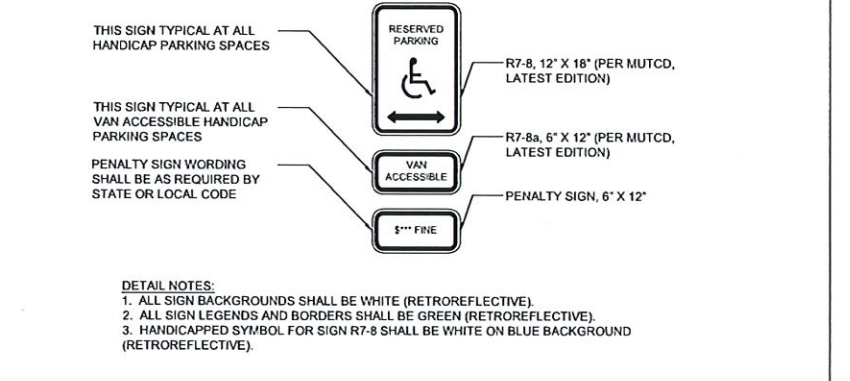 THIS SIGN TYPICAL AT ALL
HANDICAP PARKING SPACES
RESERVED
PARKING
R7-8, 12" X 18" (PER MUTCD,
LATEST EDITION)
THIS SIGN TYPICAL AT ALL
VAN ACCESSIBLE HANDICAP
PARKING SPACES
R7-8a, 6" X 12" (PER MUTCD,
LATEST EDITION)
VAN
ACCESSIBLE
PENALTY SIGN WORDING
SHALL BE AS REQUIRED BY
STATE OR LOCAL CODE
PENALTY SIGN, 6" X 12"
$*** FINE
DETAIL NOTES:
1. ALL SIGN BACKGROUNDS SHALL BE WHITE (RETROREFLECTIVE).
2. ALL SIGN LEGENDS AND BORDERS SHALL BE GREEN (RETROREFLECTIVE).
3. HANDICAPPED SYMBOL FOR SIGN R7-8 SHALL BE WHITE ON BLUE BACKGROUND
(RETROREFLECTIVE).